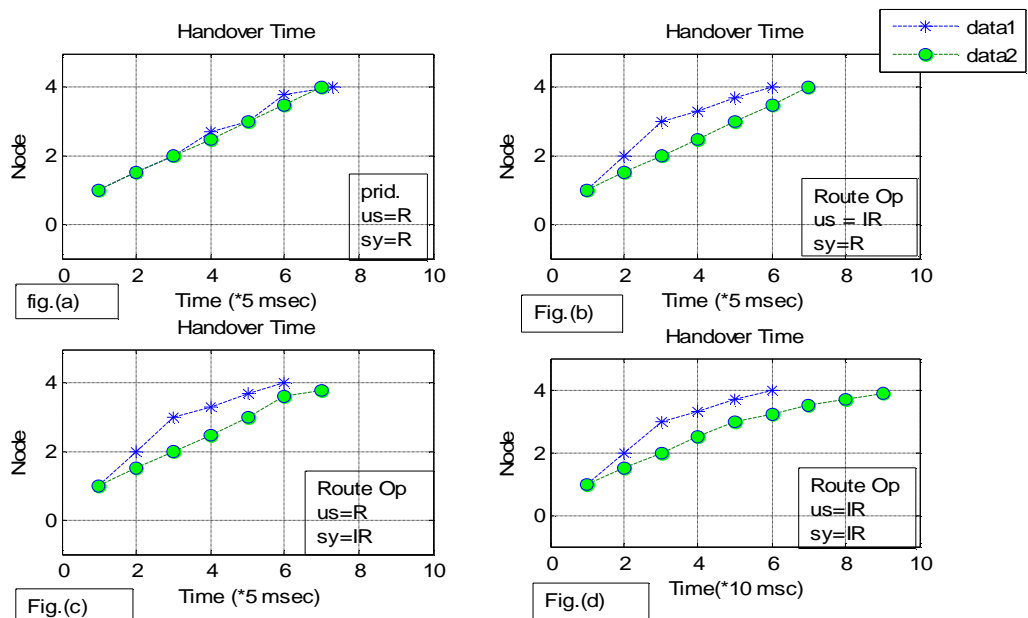 data1
data2
Handover Time
Node
4
2
0
0
2
4
6
8
10
Time (*5 msec)
prid.
us=R
sy=R
fig.(a)
Handover Time
Node
4
2
0
0
2
4
6
8
10
Time (*5 msec)
Route Op
us = IR
sy=R
Fig.(b)
Handover Time
Node
4
2
0
0
2
4
6
8
10
Time (*5 msec)
Route Op
us=R
sy=IR
Fig.(c)
Handover Time
Node
4
2
0
0
2
4
6
8
10
Time(*10 msc)
Route Op
us=IR
sy=IR
Fig.(d)